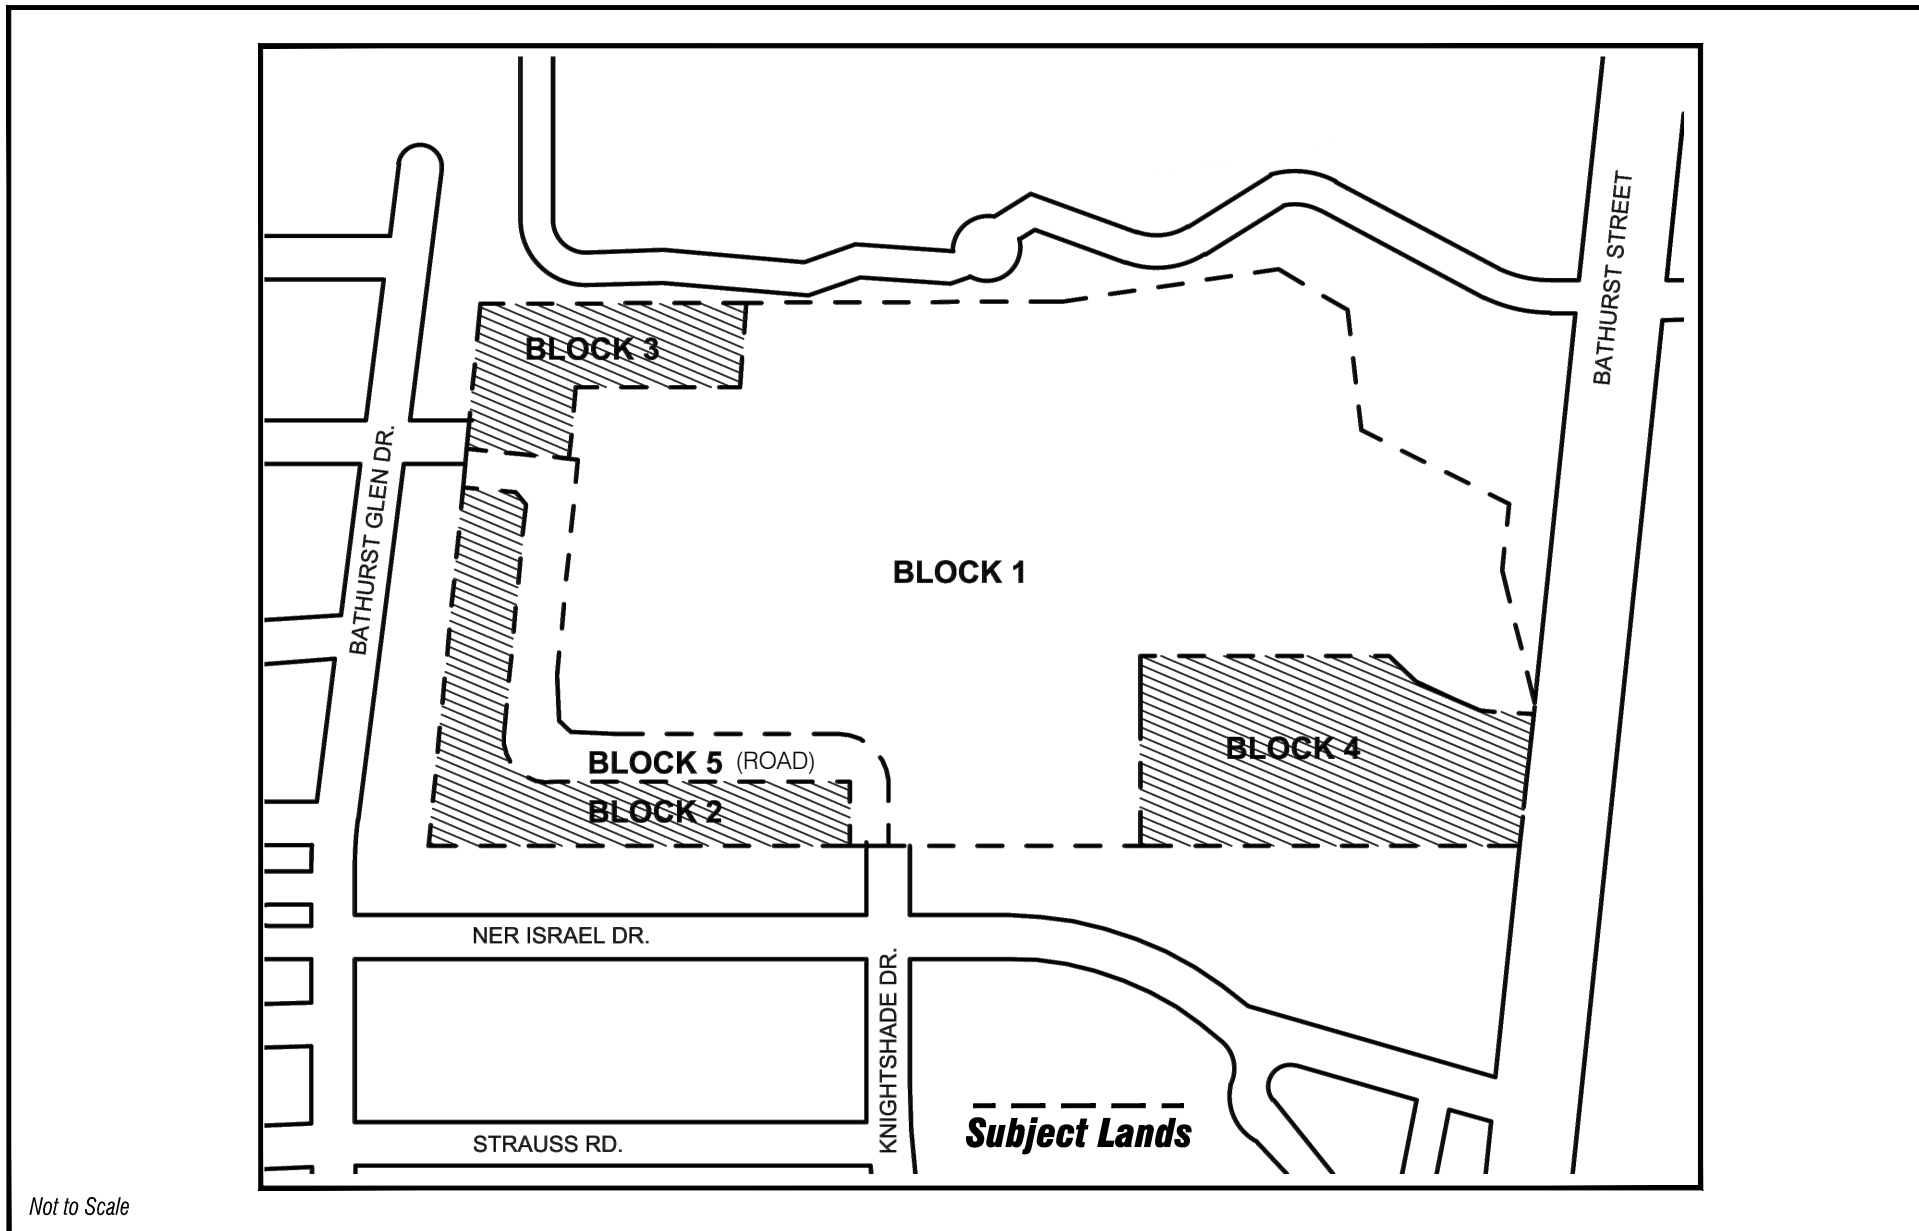 BATHURST STREET
BLOCK 3
BATHURST GLEN DR.
BLOCK 1
BLOCK 4
BLOCK 5 (ROAD)
BLOCK 2
NER ISRAEL DR.
KNIGHTSHADE DR.
Subject Lands
STRAUSS RD.
Not to Scale